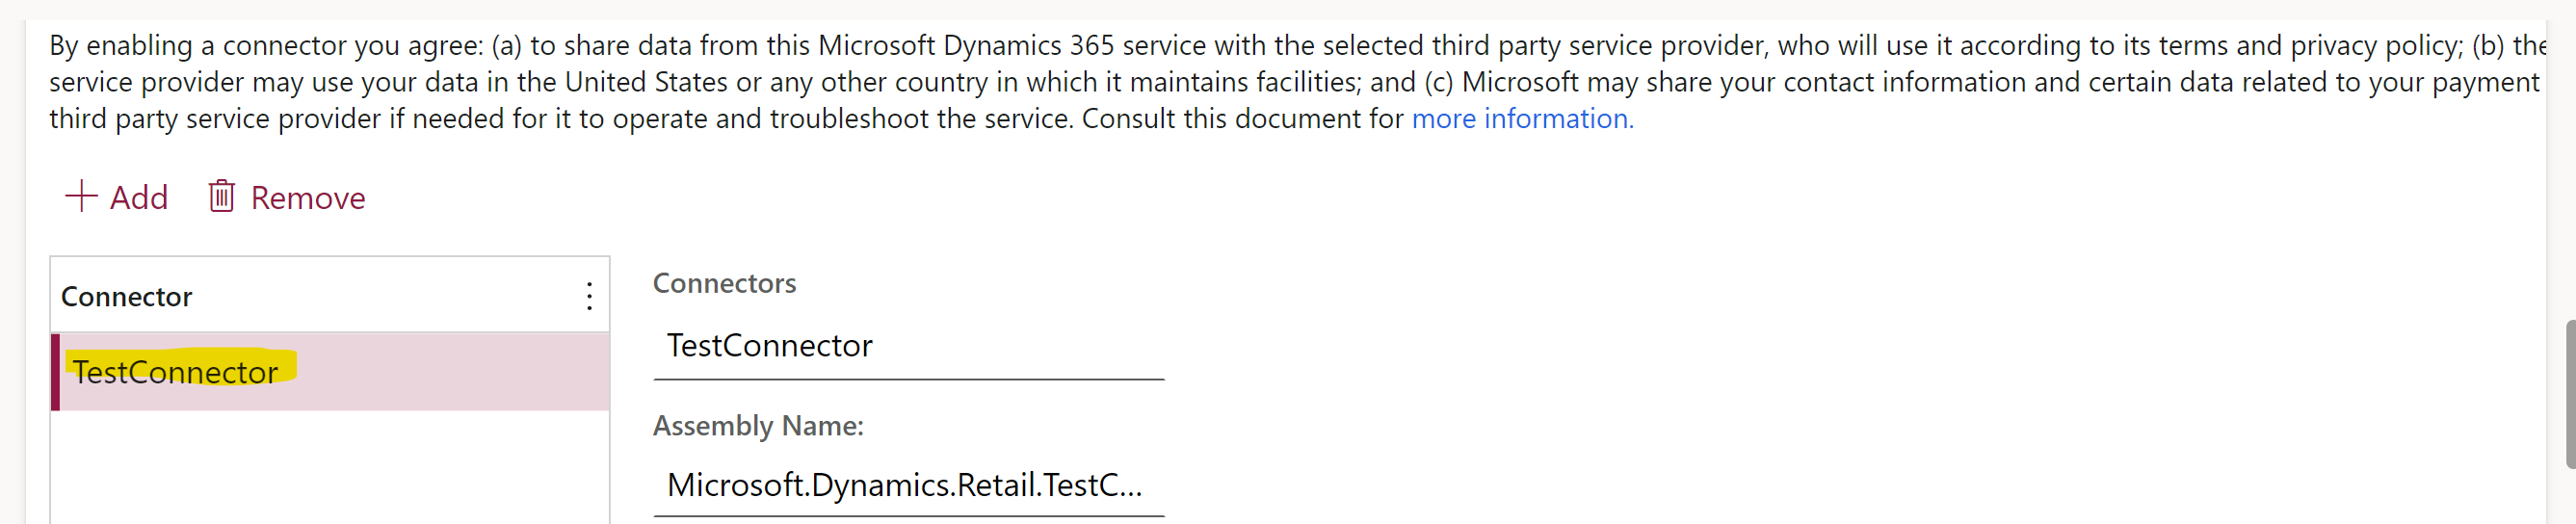 By enabling a connector you agree: (a) to share data from this Microsoft Dynamics 365 service with the selected third party service provider, who will use it according to its terms and privacy policy; (b) the
service provider may use your data in the United States or any other country in which it maintains facilities; and (c) Microsoft may share your contact information and certain data related to your payment
third party service provider if needed for it to operate and troubleshoot the service. Consult this document for more information.
Add Remove
Connector
TestConnector
Connectors
TestConnector
Assembly Name:
Microsoft.Dynamics.Retail.TestC...